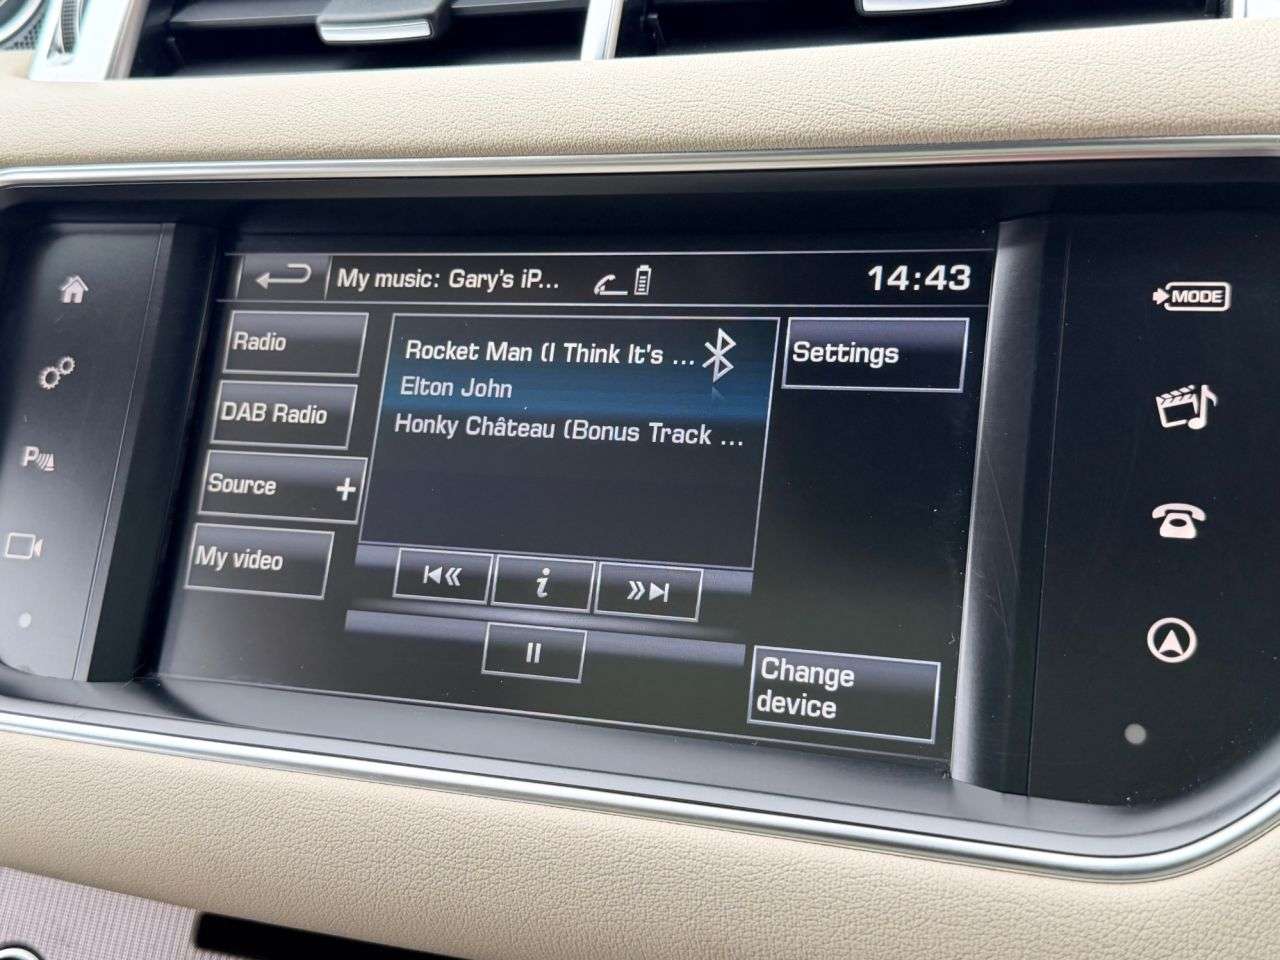 My music: Gary's iP...
14:43
Radio
DAB Radio
Source +
My video
Rocket Man (I Think It's ...
Elton John
Honky Château (Bonus Track ...
Settings
i
Change
device
P
MODE